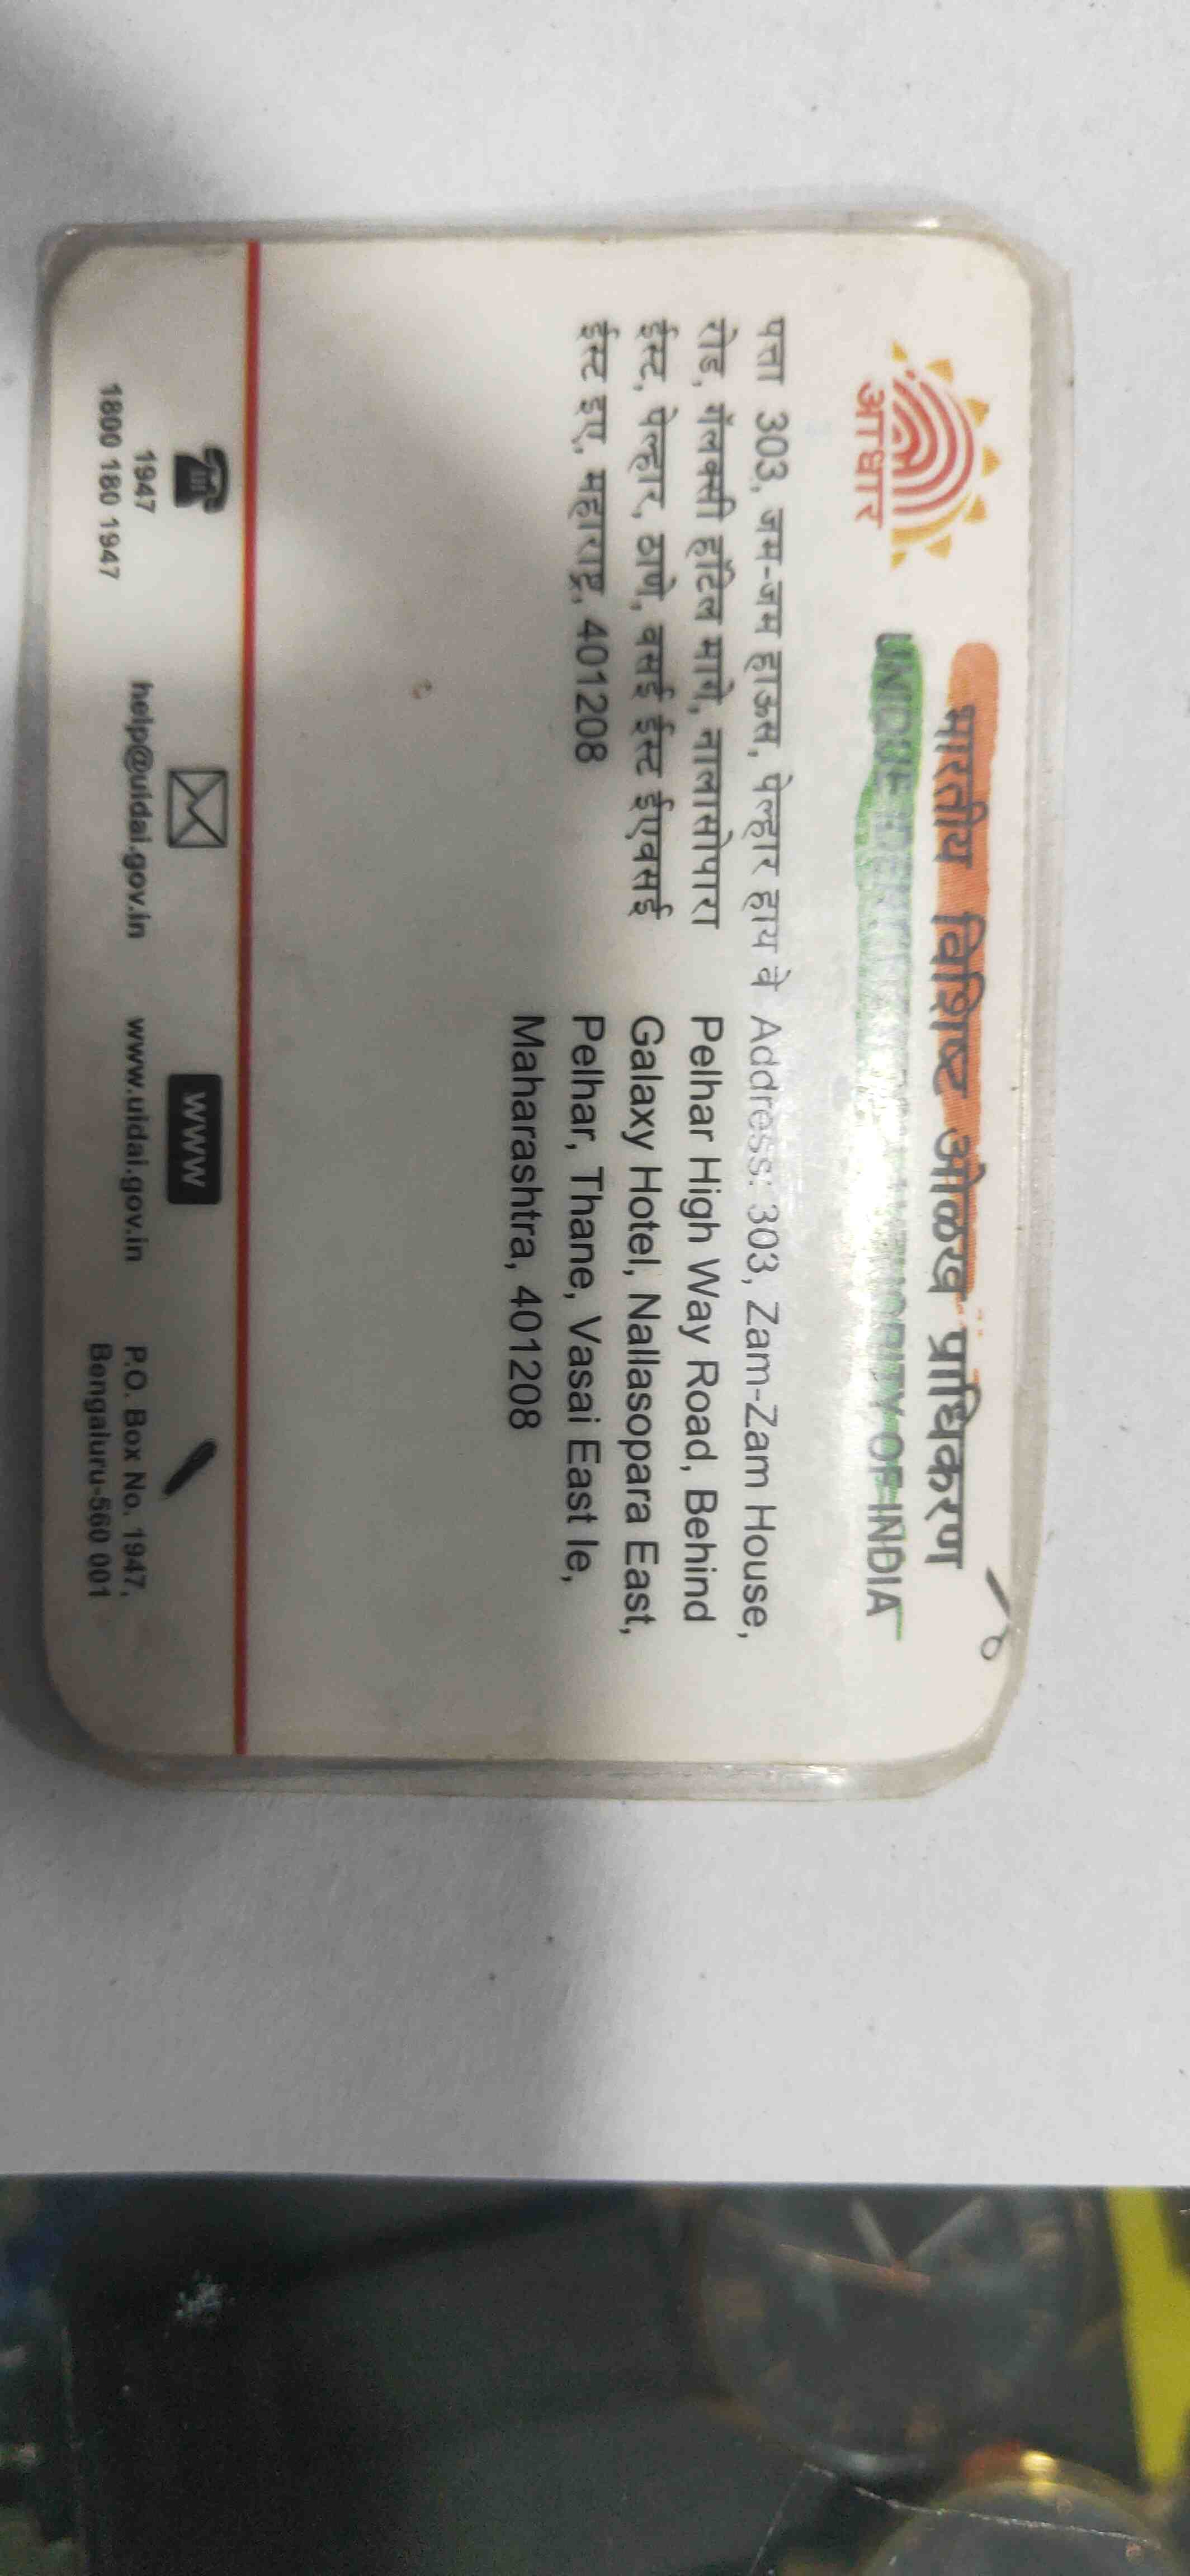 आधार
भारतीय विशिष्ट ओळख प्राधिकरण
UNIQUE IDENTIFICATION AUTHORITY OF INDIA
पत्ता 303, जम-जम हाऊस, पेल्हार हाय वे
रोड, गॅलक्सी हॉटेल मागे, नालासोपारा
ईस्ट, पेल्हार, ठाणे, वसई ईस्ट ईएवसई
ईस्ट इए, महाराष्ट्र, 401208
Address: 303, Zam-Zam House,
Pelhar High Way Road, Behind
Galaxy Hotel, Nallasopara East,
Pelhar, Thane, Vasai East Ie,
Maharashtra, 401208
1947
1800 180 1947
help@uidai.gov.in
www
www.uidai.gov.in
P.O. Box No. 1947,
Bengaluru-560 001